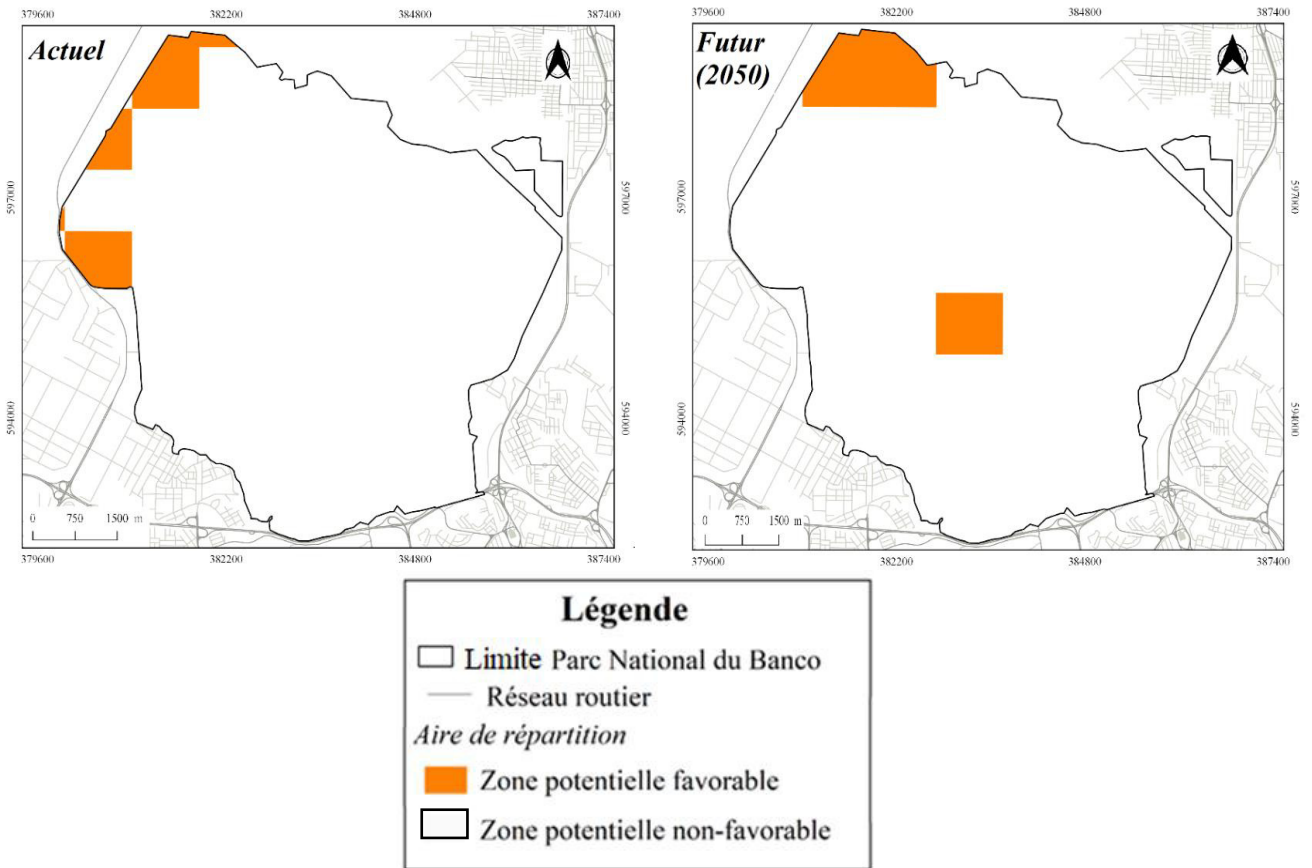 379600 382200 384800 387400
Actuel
597000
594000
0 750 1500 m
379600 382200 384800 387400
379600 382200 384800 387400
Futur
(2050)
597000
597000
594000
594000
0 750 1500 m
379600 382200 384800 387400
Légende
Limite Parc National du Banco
Réseau routier
Aire de répartition
Zone potentielle favorable
Zone potentielle non-favorable